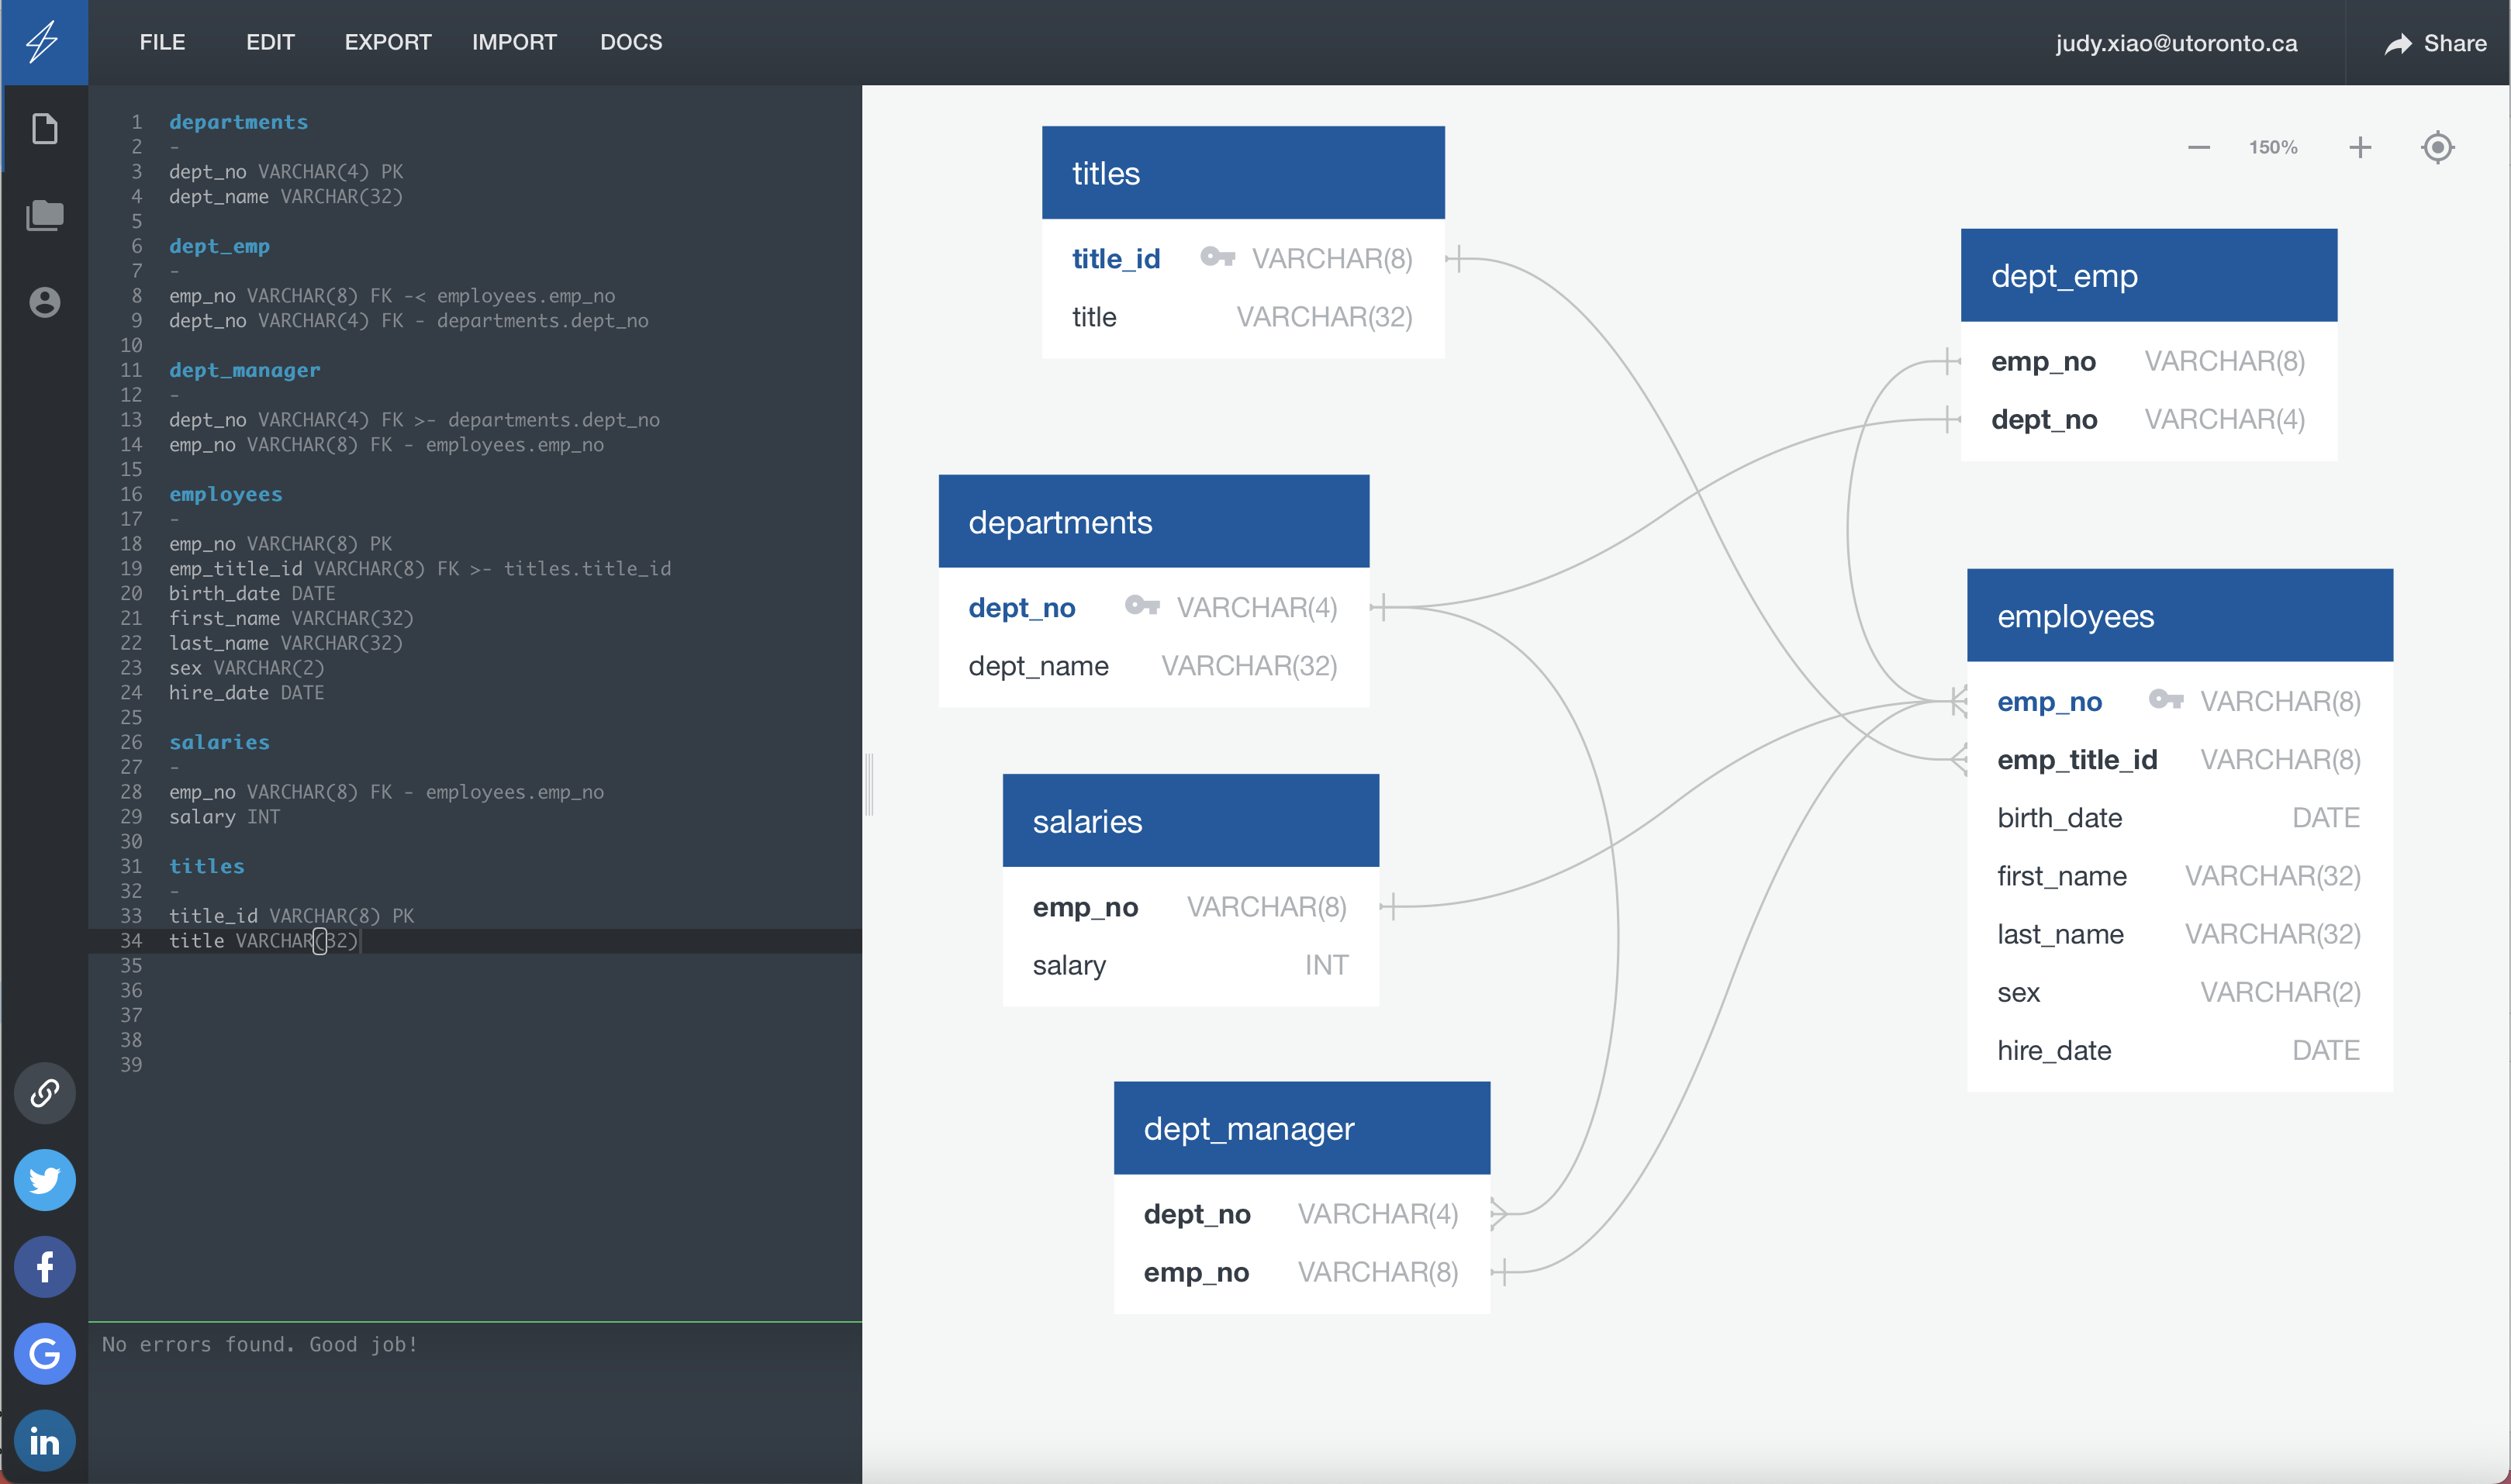 FILE EDIT EXPORT IMPORT DOCS judy.xiao@utoronto.ca Share
1 departments
2 -
3 dept_no VARCHAR(4) PK
4 dept_name VARCHAR(32)
5
6 dept_emp
7 -
8 emp_no VARCHAR(8) FK -< employees.emp_no
9 dept_no VARCHAR(4) FK - departments.dept_no
10
11 dept_manager
12 -
13 dept_no VARCHAR(4) FK >- departments.dept_no
14 emp_no VARCHAR(8) FK - employees.emp_no
15
16 employees
17 -
18 emp_no VARCHAR(8) PK
19 emp_title_id VARCHAR(8) FK >- titles.title_id
20 birth_date DATE
21 first_name VARCHAR(32)
22 last_name VARCHAR(32)
23 sex VARCHAR(2)
24 hire_date DATE
25
26 salaries
27 -
28 emp_no VARCHAR(8) FK - employees.emp_no
29 salary INT
30
31 titles
32 -
33 title_id VARCHAR(8) PK
34 title VARCHAR(32)
35
36
37
38
39
No errors found. Good job!
150%
titles
title_id VARCHAR(8)
title VARCHAR(32)
dept_emp
emp_no VARCHAR(8)
dept_no VARCHAR(4)
departments
dept_no VARCHAR(4)
dept_name VARCHAR(32)
employees
emp_no VARCHAR(8)
emp_title_id VARCHAR(8)
birth_date DATE
first_name VARCHAR(32)
last_name VARCHAR(32)
sex VARCHAR(2)
hire_date DATE
salaries
emp_no VARCHAR(8)
salary INT
dept_manager
dept_no VARCHAR(4)
emp_no VARCHAR(8)
f
G
in